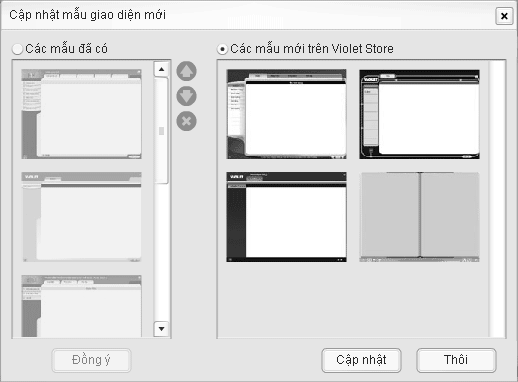 Cập nhật mẫu giao diện mới
Các mẫu đã có
Các mẫu mới trên Violet Store
Đồng ý
Cập nhật
Thôi